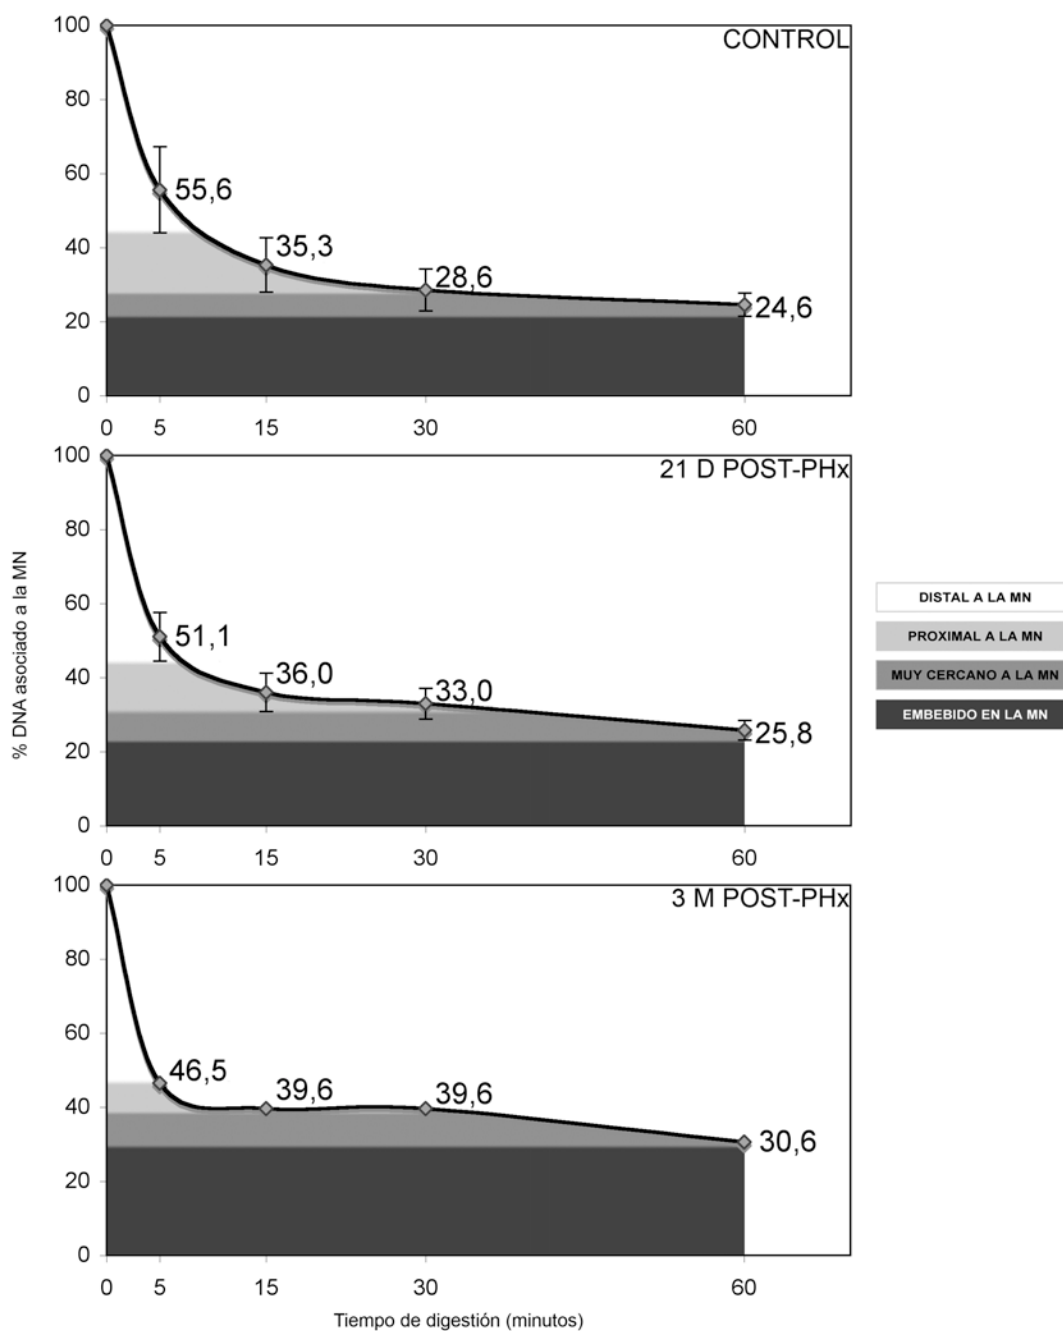 CONTROL
100
80
60
40
20
0
55,6
35,3
28,6
24,6
0 5 15 30 60
21 D POST-PHx
100
80
60
40
20
0
51,1
36,0
33,0
25,8
0 5 15 30 60
% DNA asociado a la MN
DISTAL A LA MN
PROXIMAL A LA MN
MUY CERCANO A LA MN
EMBEBIDO EN LA MN
3 M POST-PHx
100
80
60
40
20
0
46,5
39,6
39,6
30,6
0 5 15 30 60
Tiempo de digestión (minutos)